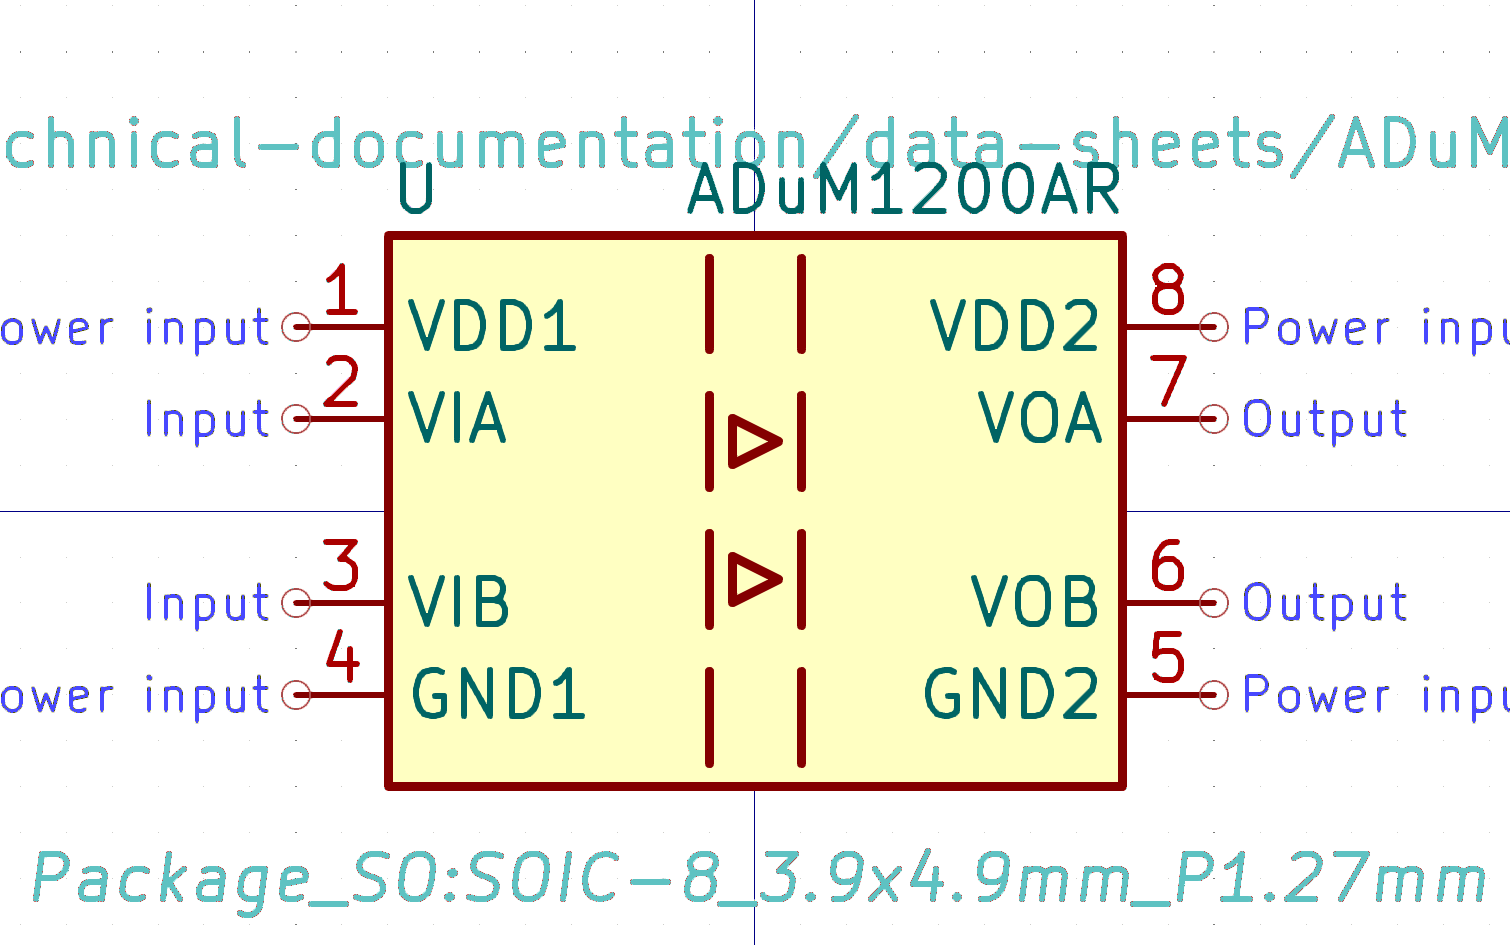 chnical-documentation/data-sheets/ADuM
U ADuM1200AR
1 8
ower input VDD1 VDD2 Power inpu
2 7
Input VIA VOA Output
3 6
Input VIB VOB Output
4 5
ower input GND1 GND2 Power inpu
Package_SO:SOIC-8_3.9x4.9mm_P1.27mm